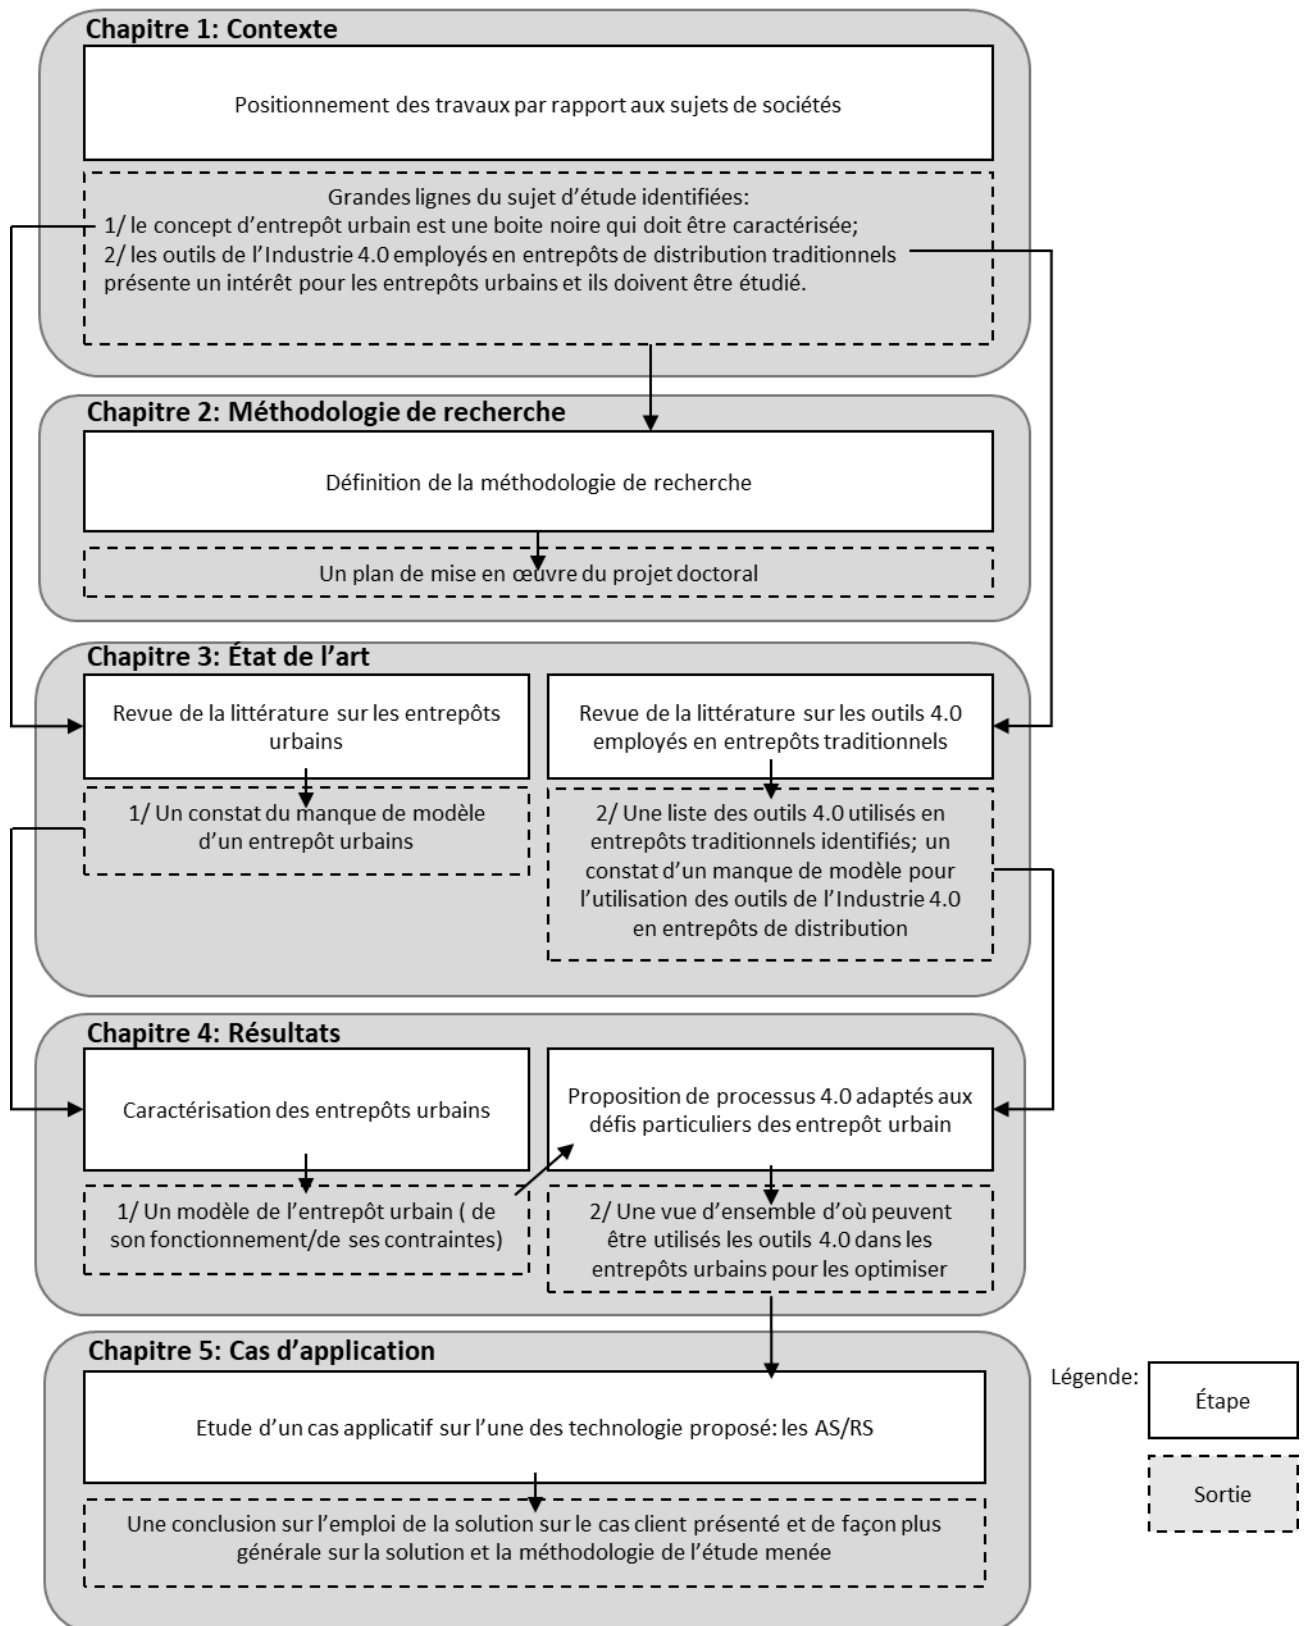 Chapitre 1: Contexte
Positionnement des travaux par rapport aux sujets de sociétés
Grandes lignes du sujet d'étude identifiées:
1/ le concept d'entrepôt urbain est une boite noire qui doit être caractérisée;
2/ les outils de l'Industrie 4.0 employés en entrepôts de distribution traditionnels
présente un intérêt pour les entrepôts urbains et ils doivent être étudié.
Chapitre 2: Méthodologie de recherche
Définition de la méthodologie de recherche
Un plan de mise en œuvre du projet doctoral
Chapitre 3: État de l'art
Revue de la littérature sur les entrepôts
urbains
1/ Un constat du manque de modèle
d'un entrepôt urbains
Revue de la littérature sur les outils 4.0
employés en entrepôts traditionnels
2/ Une liste des outils 4.0 utilisés en
entrepôts traditionnels identifiés; un
constat d'un manque de modèle pour
l'utilisation des outils de l'Industrie 4.0
en entrepôts de distribution
Chapitre 4: Résultats
Caractérisation des entrepôts urbains
1/ Un modèle de l'entrepôt urbain ( de
son fonctionnement/de ses contraintes)
Proposition de processus 4.0 adaptés aux
défis particuliers des entrepôt urbain
2/ Une vue d'ensemble d'où peuvent
être utilisés les outils 4.0 dans les
entrepôts urbains pour les optimiser
Chapitre 5: Cas d'application
Etude d'un cas applicatif sur l'une des technologie proposé: les AS/RS
Une conclusion sur l'emploi de la solution sur le cas client présenté et de façon plus
générale sur la solution et la méthodologie de l'étude menée
Légende:
Étape
Sortie